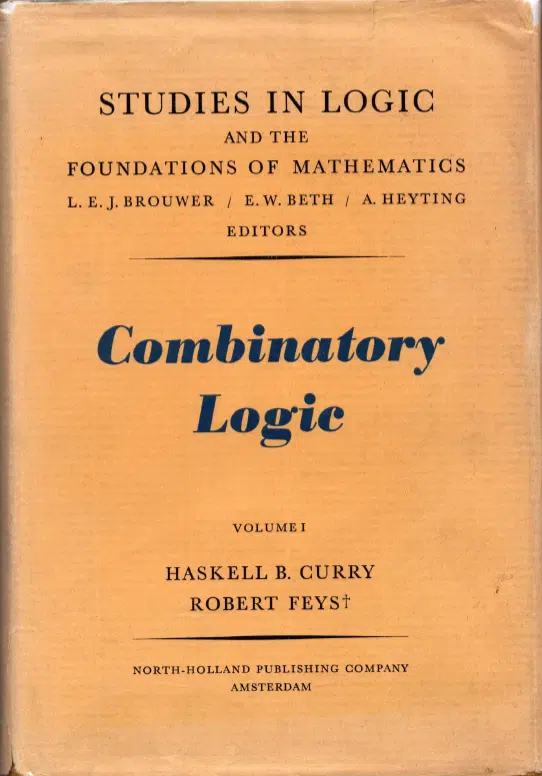 STUDIES IN LOGIC
AND THE
FOUNDATIONS OF MATHEMATICS
L. E. J. BROUWER / E. W. BETH / A. HEYTING
EDITORS
Combinatory
Logic
VOLUME I
HASKELL B. CURRY
ROBERT FEYS†
NORTH-HOLLAND PUBLISHING COMPANY
AMSTERDAM